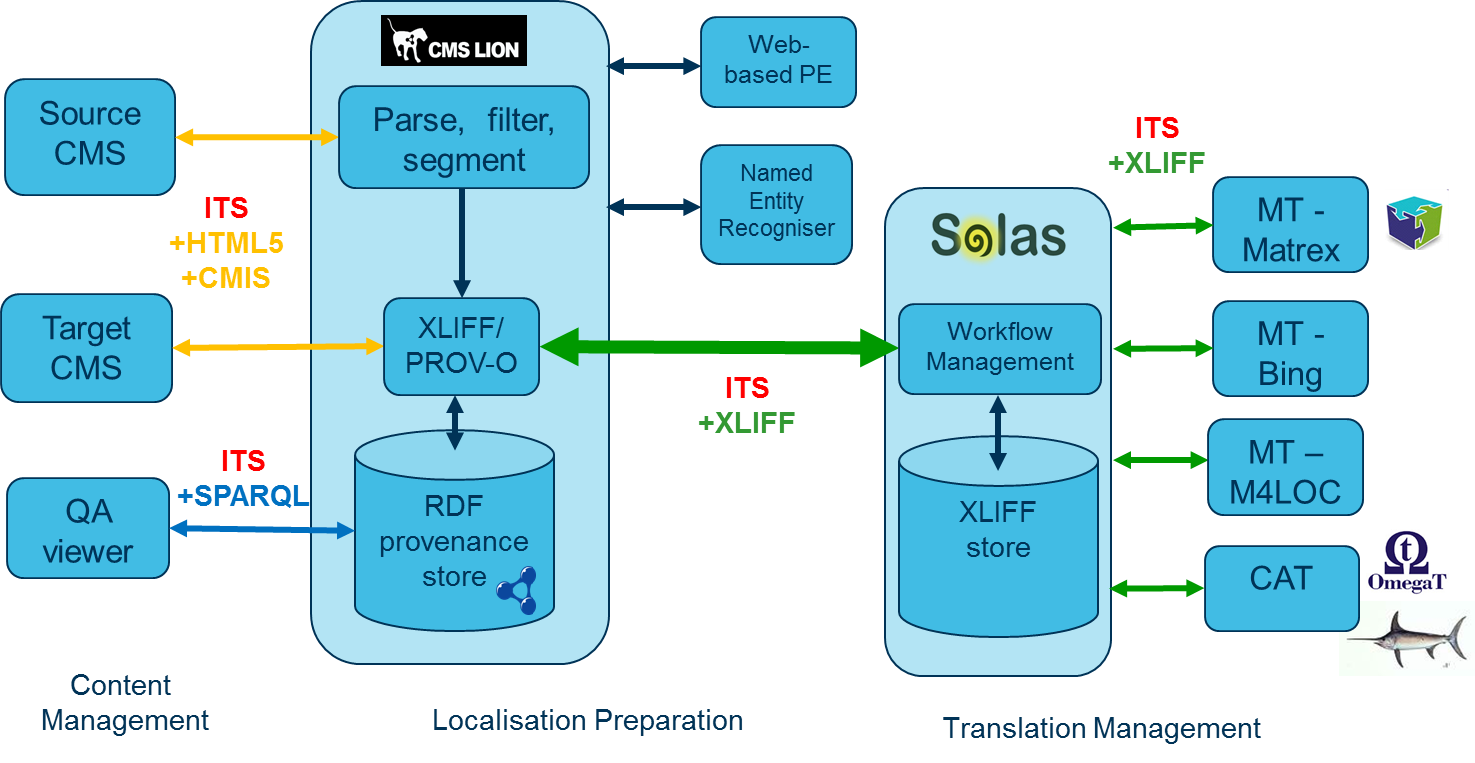 CMS LION
Web-
based PE
Source
CMS
Parse, filter,
segment
ITS
+XLIFF
Named
Entity
Recogniser
ITS
+HTML5
+CMIS
Solas
MT -
Matrex
Target
CMS
XLIFF/
PROV-O
Workflow
Management
MT -
Bing
ITS
+XLIFF
ITS
+SPARQL
MT –
M4LOC
QA
viewer
RDF
provenance
store
XLIFF
store
CAT
t
OmegaT
Content
Management
Localisation Preparation
Translation Management